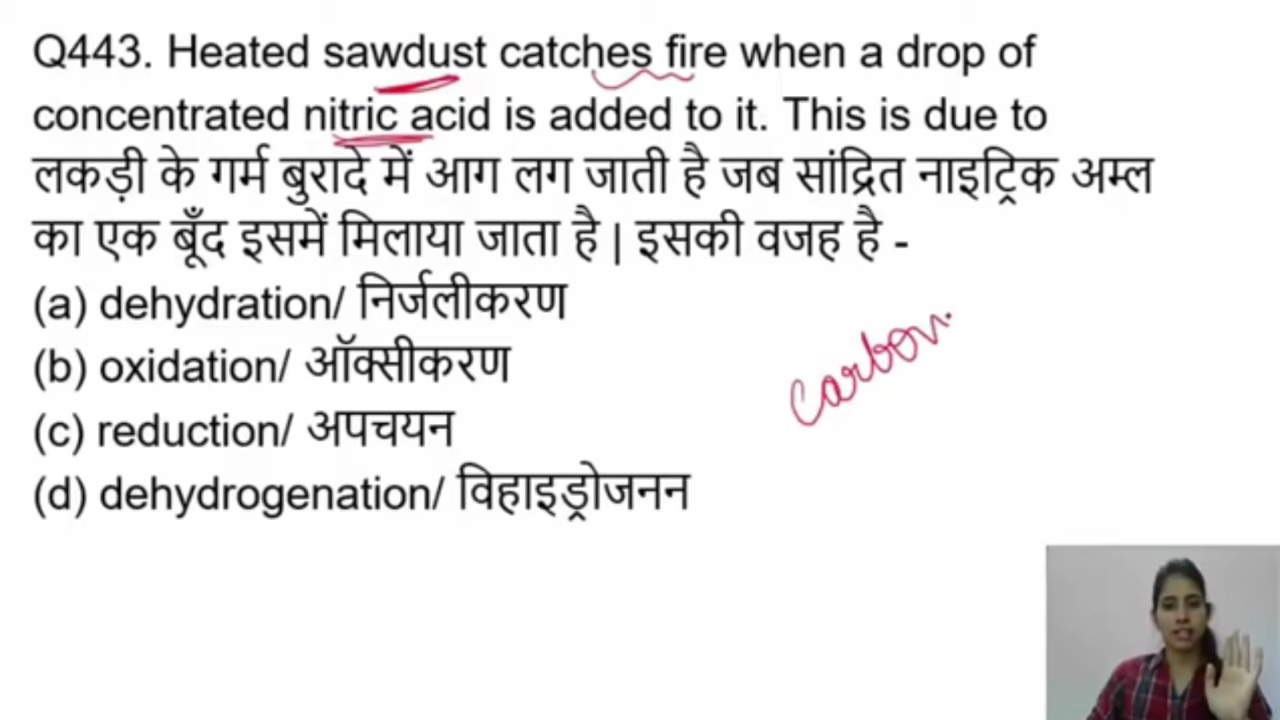 Q443. Heated sawdust catches fire when a drop of
concentrated nitric acid is added to it. This is due to
लकड़ी के गर्म बुरादे में आग लग जाती है जब सांद्रित नाइट्रिक अम्ल
का एक बूँद इसमें मिलाया जाता है | इसकी वजह है -
(a) dehydration/ निर्जलीकरण
(b) oxidation/ ऑक्सीकरण
carbon.
(c) reduction/ अपचयन
(d) dehydrogenation/ विहाइड्रोजनन